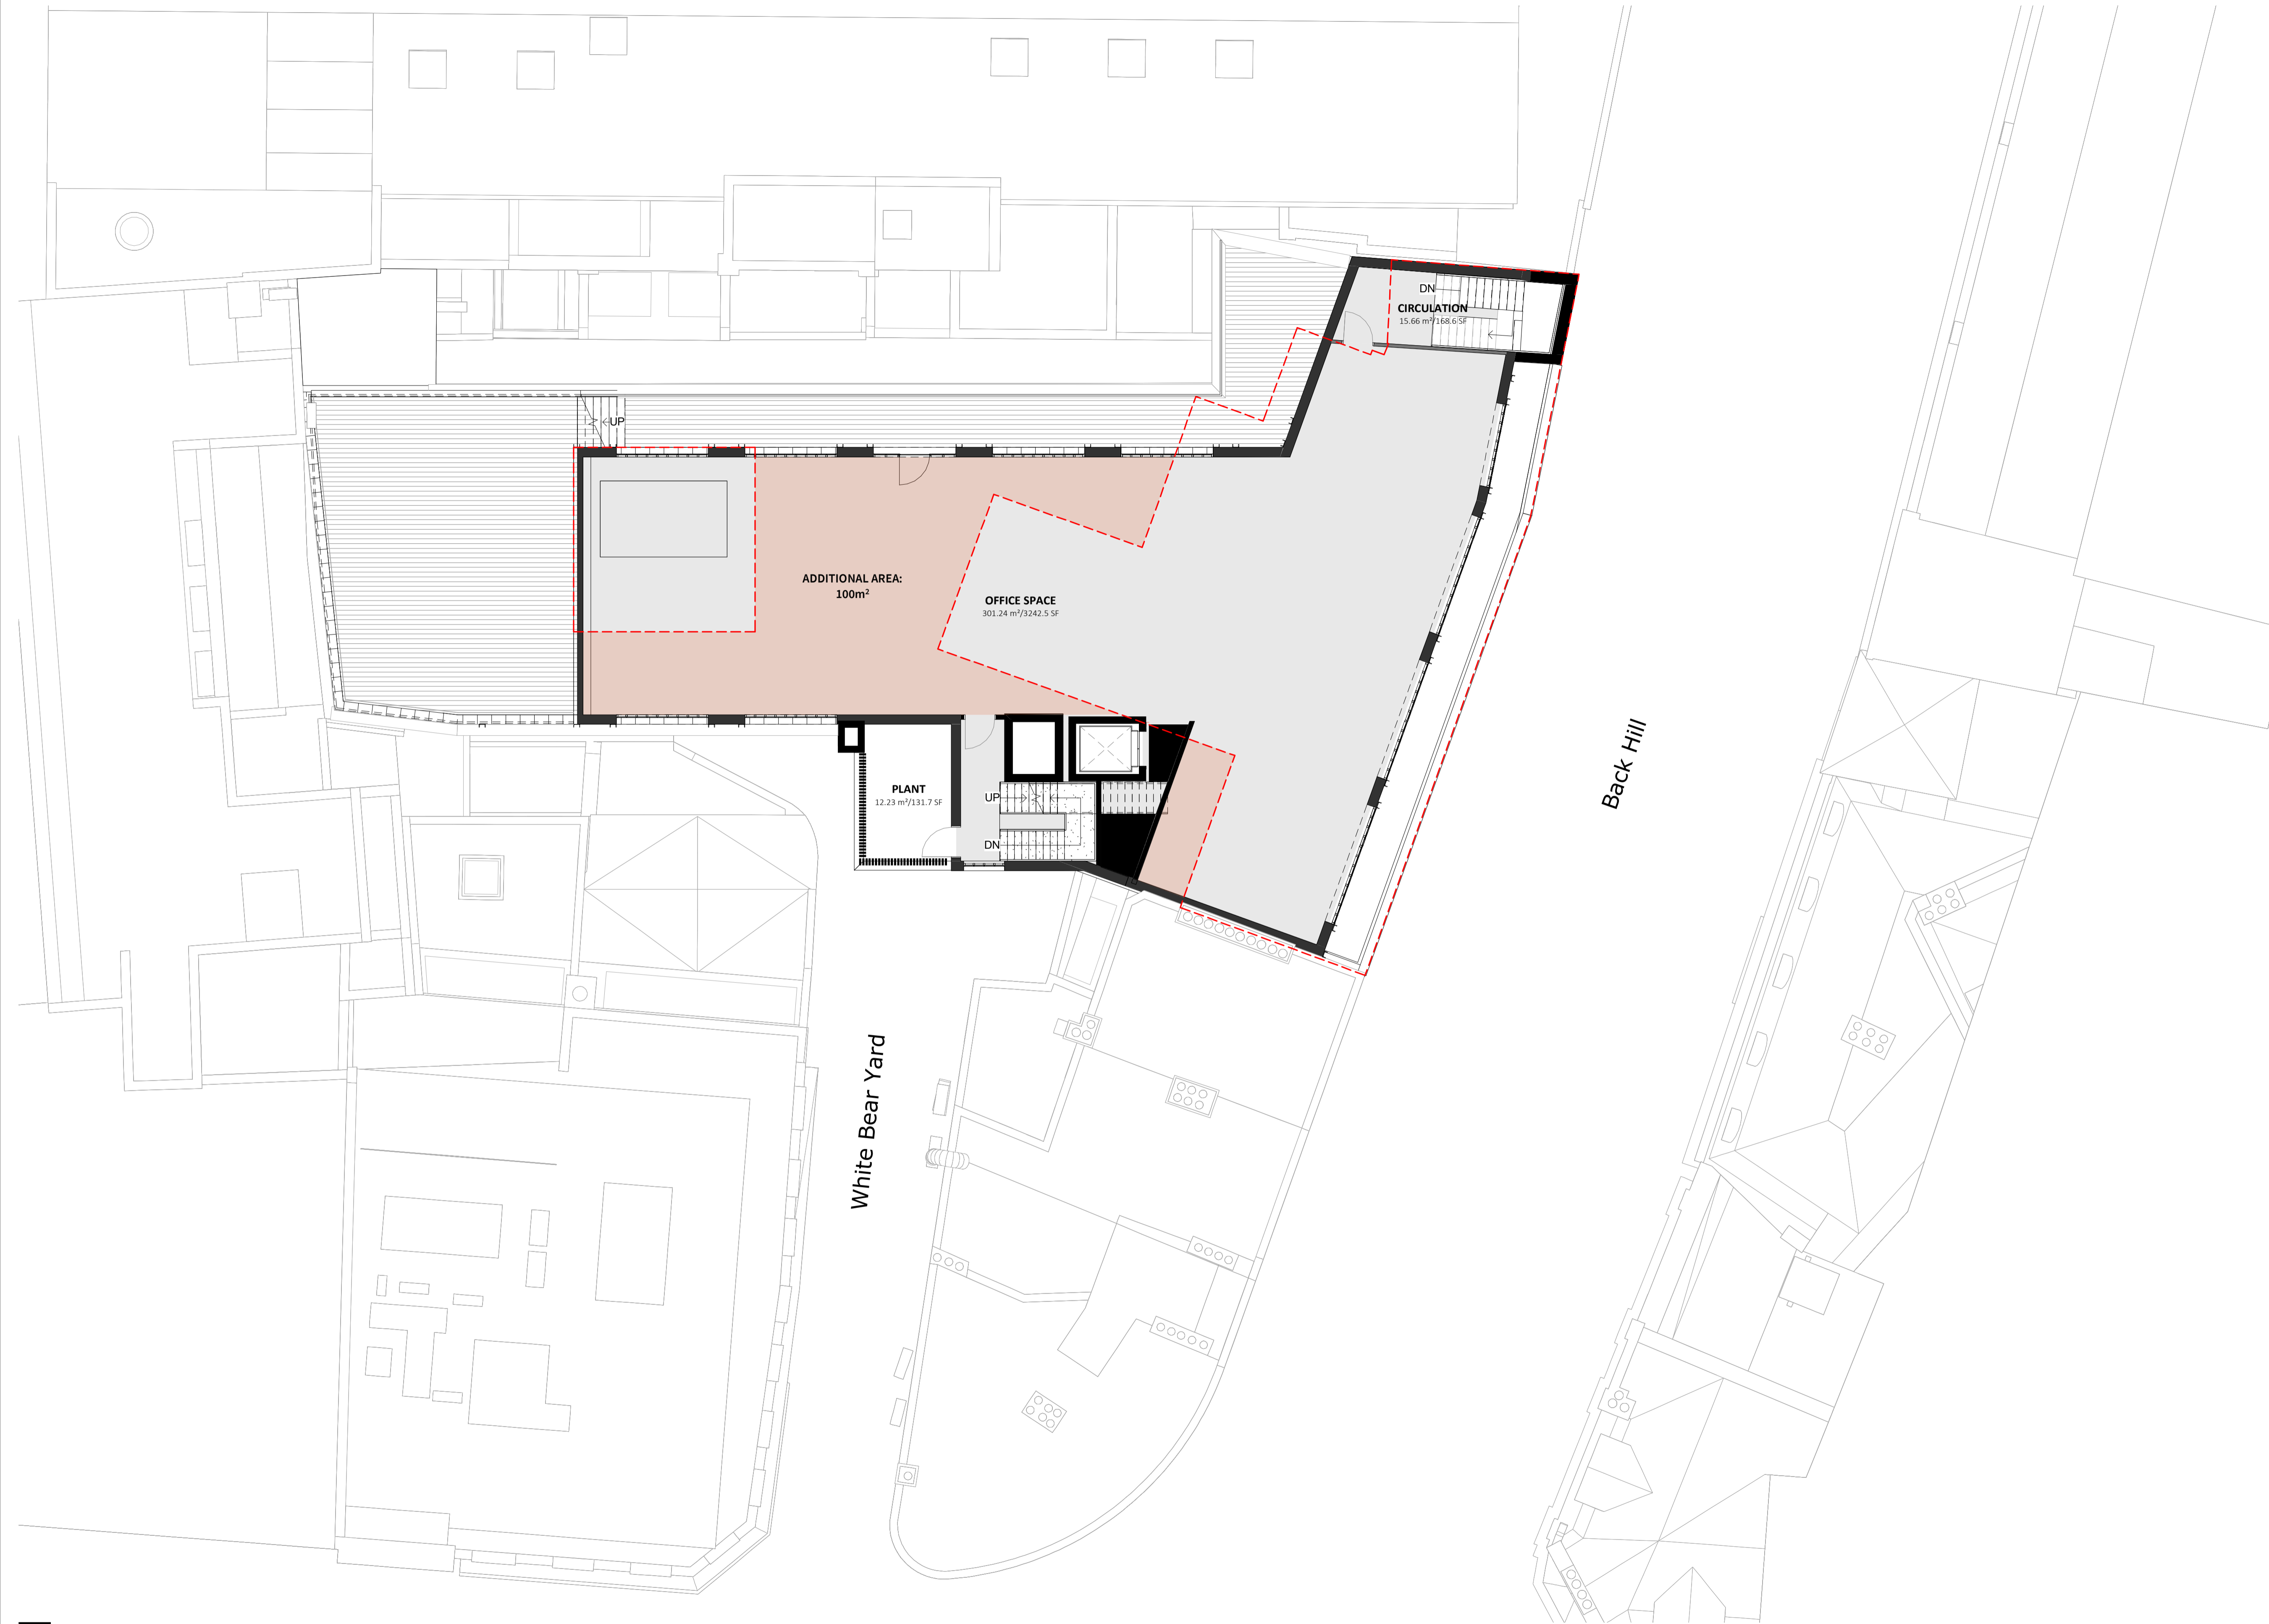 DN
CIRCULATION
15.66 m²/168.6 SF
UP
ADDITIONAL AREA:
100m²
OFFICE SPACE
301.24 m²/3242.5 SF
Back Hill
PLANT
12.23 m²/131.7 SF
UP
DN
White Bear Yard